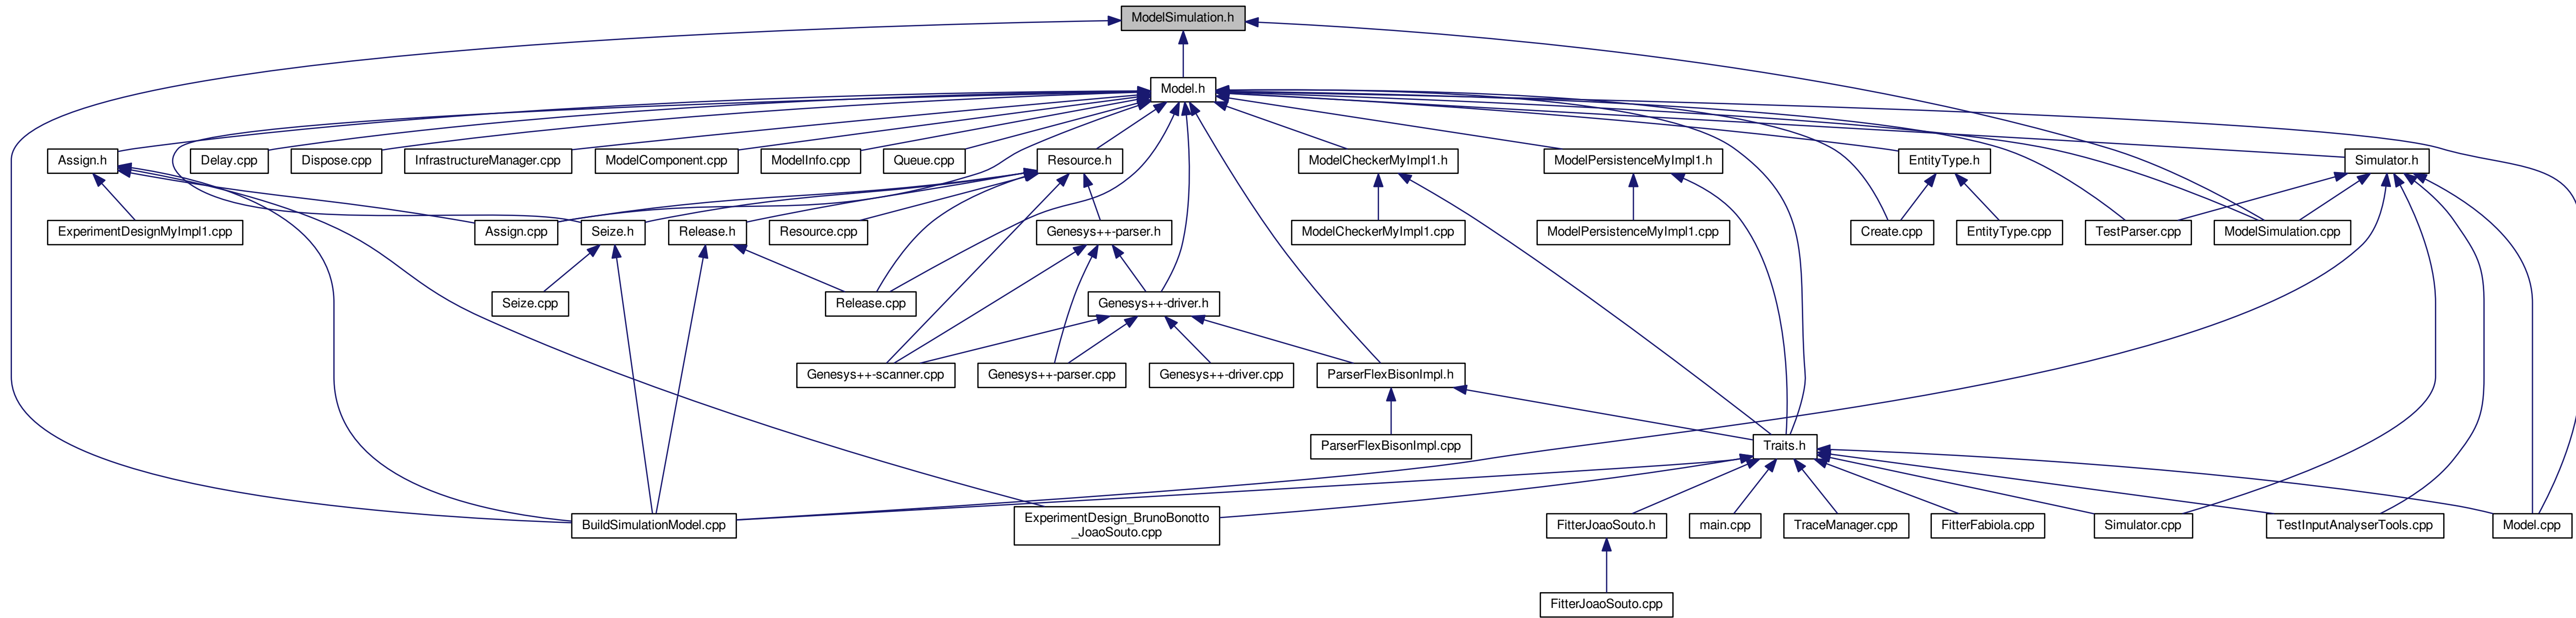 ModelSimulation.h
Model.h
Assign.h
Delay.cpp
Dispose.cpp
InfrastructureManager.cpp
ModelComponent.cpp
ModelInfo.cpp
Queue.cpp
Resource.h
ModelCheckerMyImpl1.h
ModelPersistenceMyImpl1.h
EntityType.h
Simulator.h
ExperimentDesignMyImpl1.cpp
Assign.cpp
Seize.h
Release.h
Resource.cpp
Genesys++-parser.h
ModelCheckerMyImpl1.cpp
ModelPersistenceMyImpl1.cpp
Create.cpp
EntityType.cpp
TestParser.cpp
ModelSimulation.cpp
Seize.cpp
Release.cpp
Genesys++-driver.h
Genesys++-scanner.cpp
Genesys++-parser.cpp
Genesys++-driver.cpp
ParserFlexBisonImpl.h
ParserFlexBisonImpl.cpp
Traits.h
BuildSimulationModel.cpp
ExperimentDesign_BrunoBonotto
_JoaoSouto.cpp
FitterJoaoSouto.h
main.cpp
TraceManager.cpp
FitterFabiola.cpp
Simulator.cpp
TestInputAnalyserTools.cpp
Model.cpp
FitterJoaoSouto.cpp